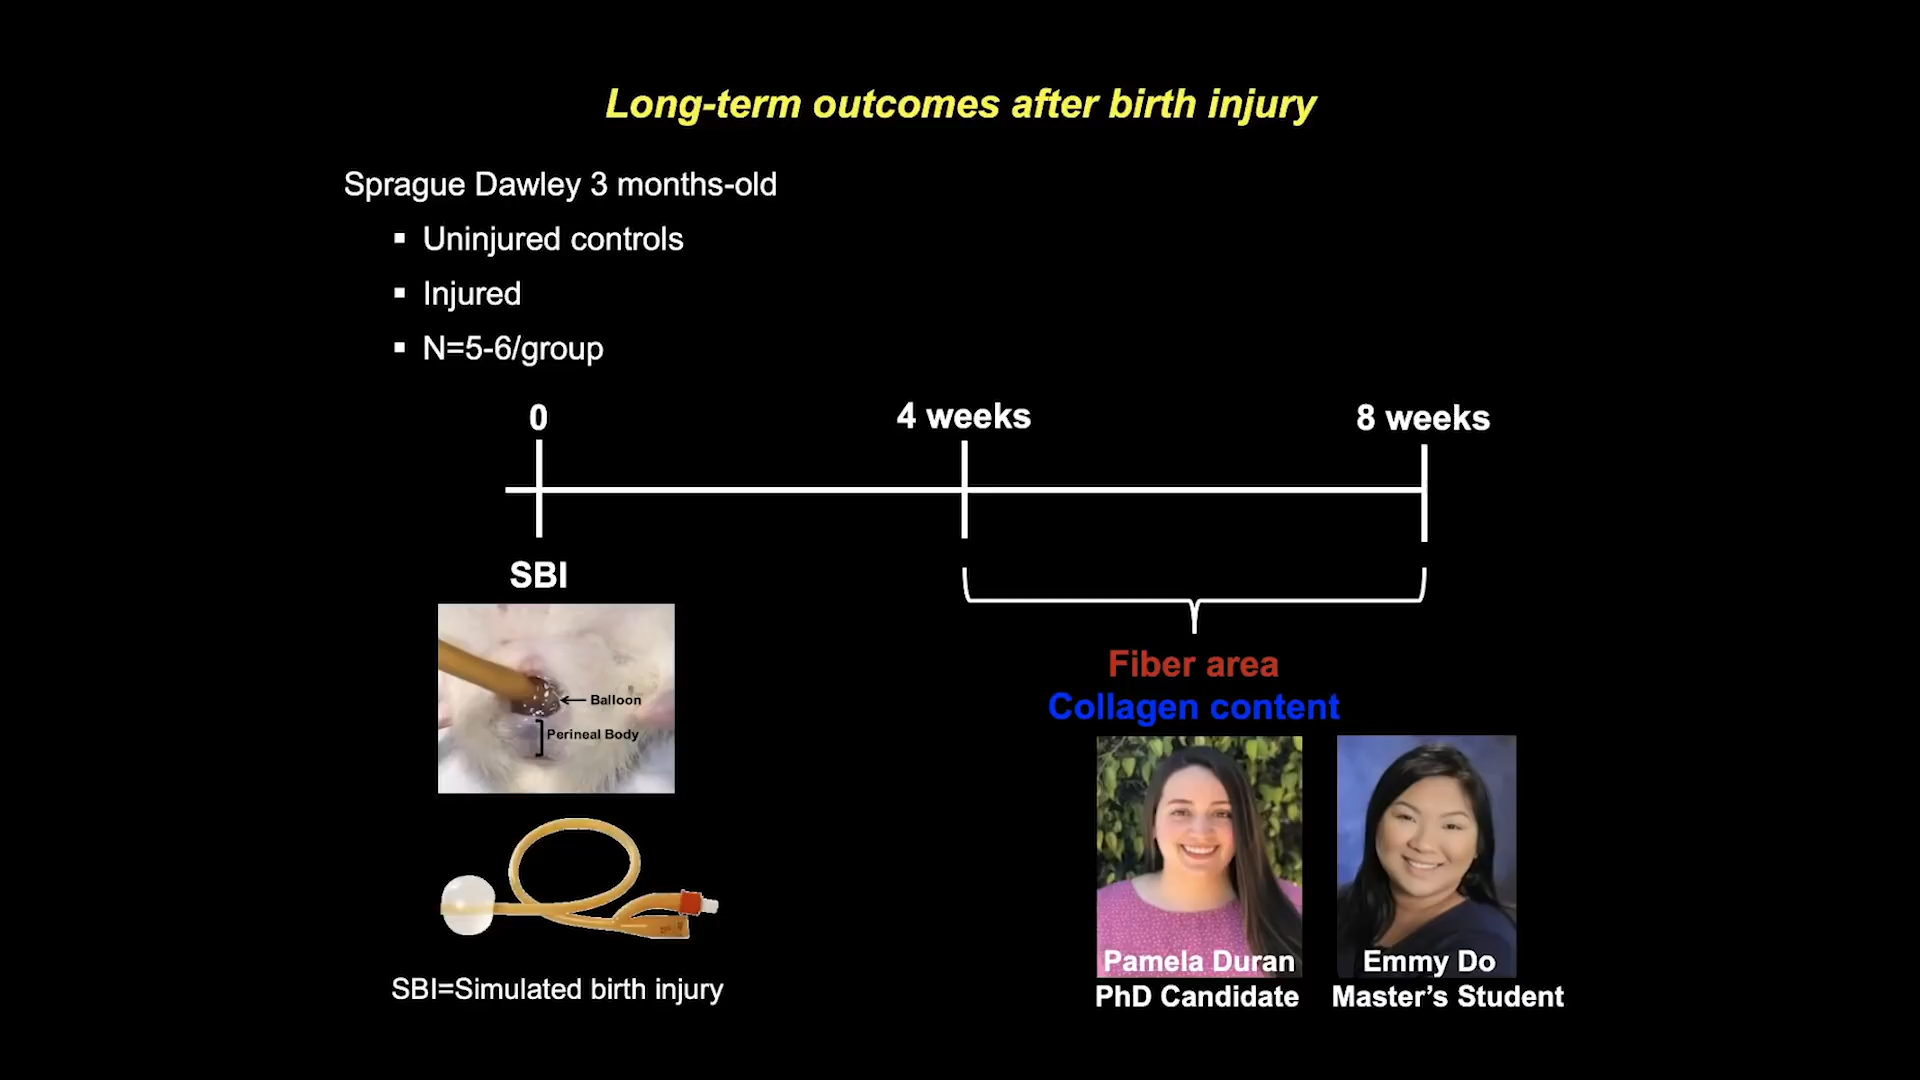 Long-term outcomes after birth injury
Sprague Dawley 3 months-old
▪ Uninjured controls
▪ Injured
▪ N=5-6/group
0
4 weeks
8 weeks
SBI
Balloon
Perineal Body
Fiber area
Collagen content
SBI=Simulated birth injury
Pamela Duran
PhD Candidate
Emmy Do
Master’s Student